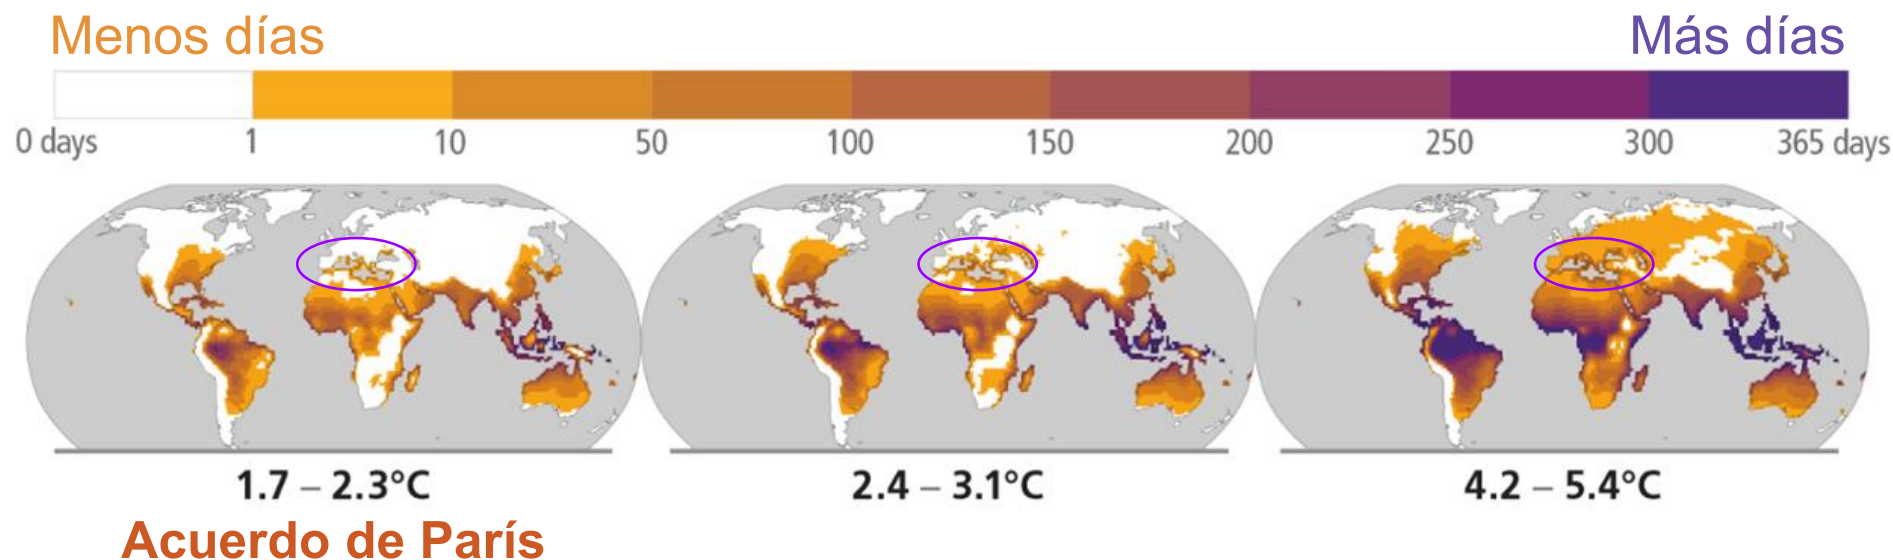 Menos días Más días
0 days 1 10 50 100 150 200 250 300 365 days
1.7 – 2.3°C 2.4 – 3.1°C 4.2 – 5.4°C
Acuerdo de París